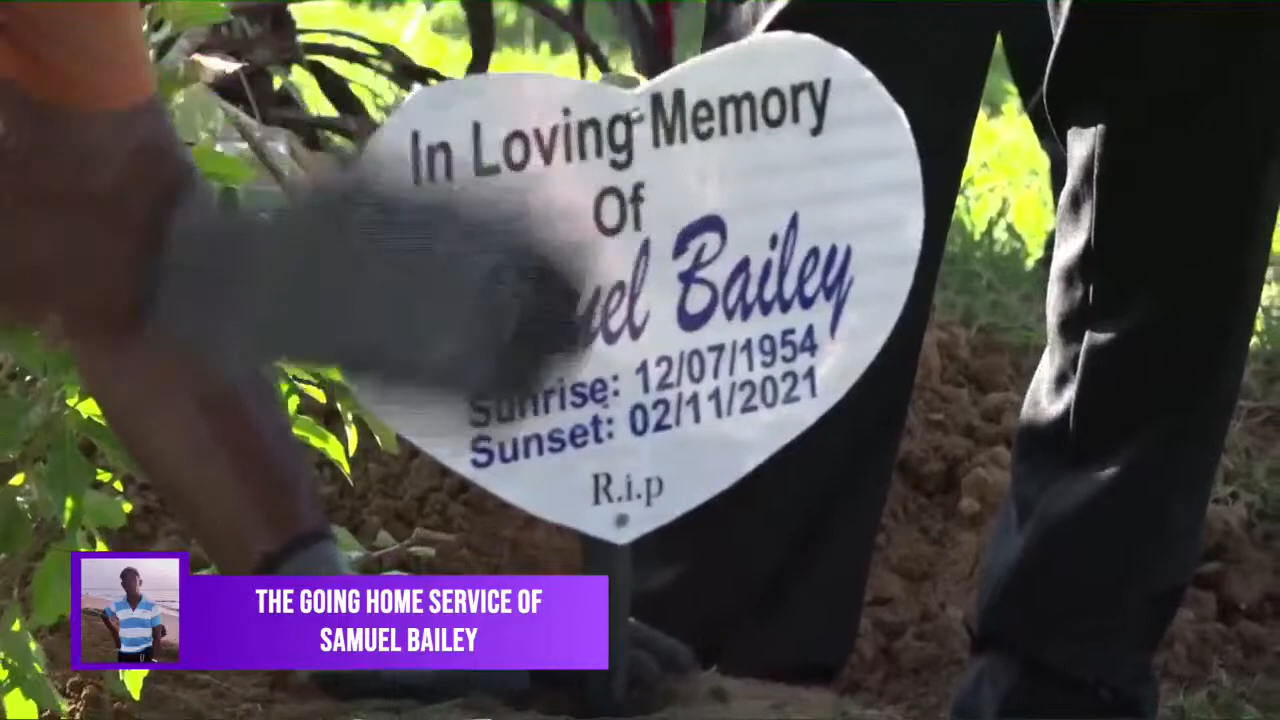 In Loving Memory
Of
Bailey
Sunrise: 12/07/1954
Sunset: 02/11/2021
R.i.p
THE GOING HOME SERVICE OF
SAMUEL BAILEY